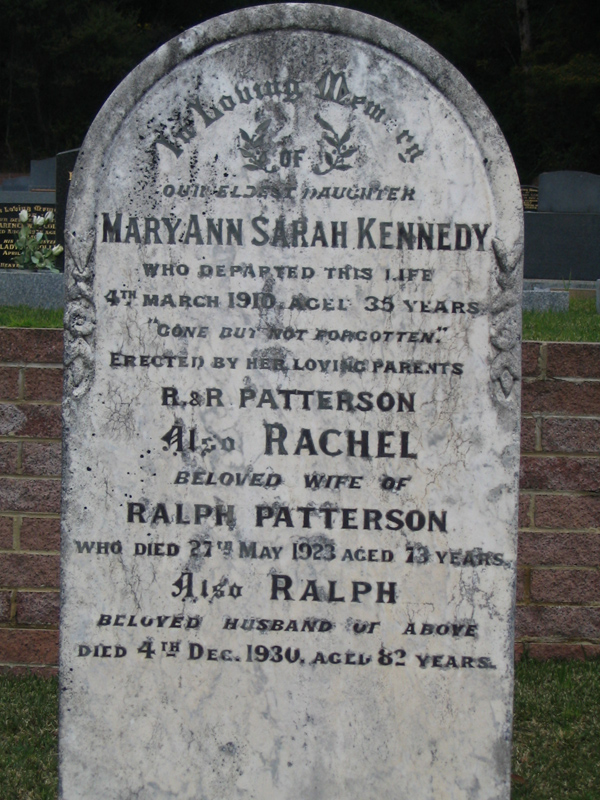 In Loving Memory
OF
OUR ELDEST DAUGHTER
MARY ANN SARAH KENNEDY
WHO DEPARTED THIS LIFE
4TH MARCH 1910. AGED 35 YEARS
"GONE BUT NOT FORGOTTEN."
ERECTED BY HER LOVING PARENTS
R.&R PATTERSON
Also RACHEL
BELOVED WIFE OF
RALPH PATTERSON
WHO DIED 27TH MAY 1923 AGED 73 YEARS.
Also RALPH
BELOVED HUSBAND OF ABOVE
DIED 4TH DEC. 1930. AGED 82 YEARS.